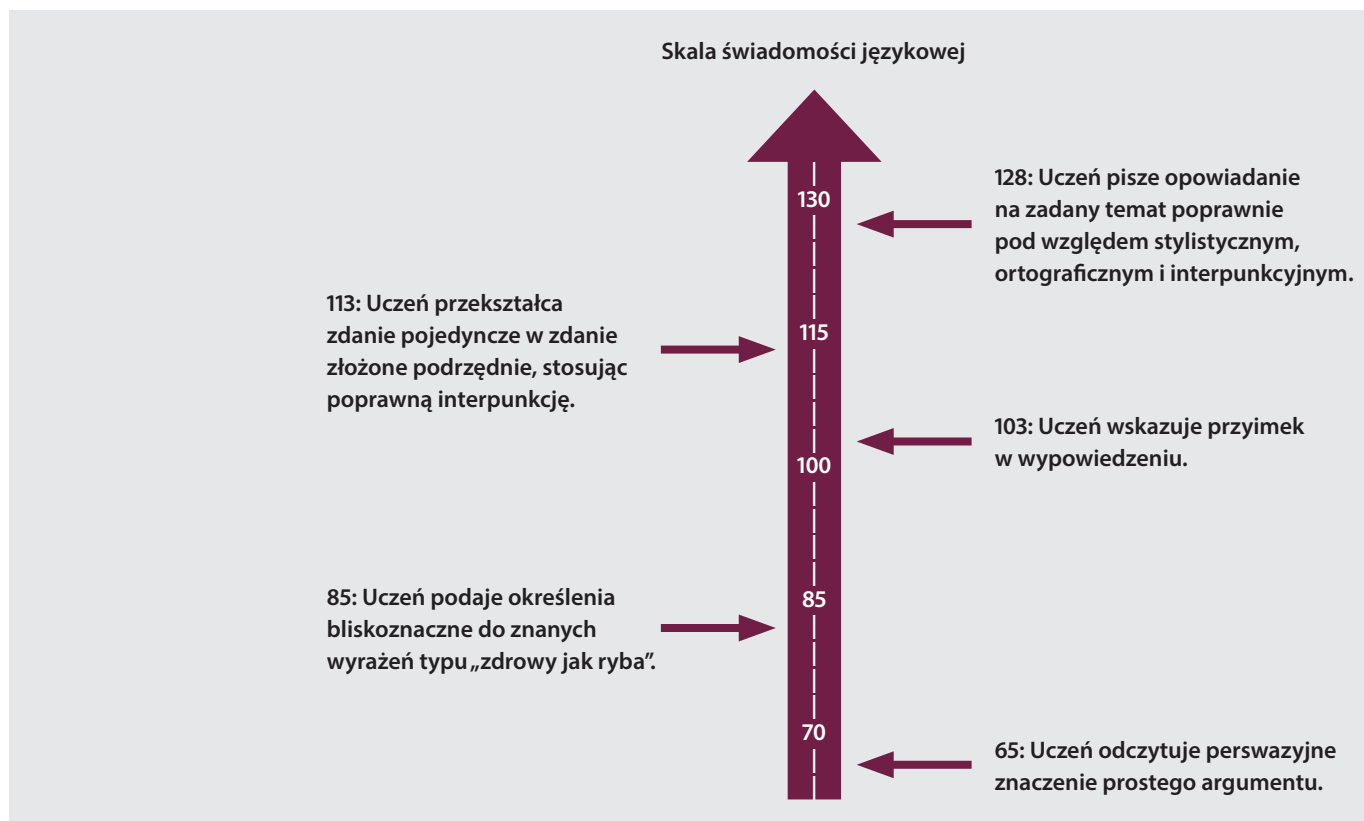 Skala świadomości językowej
130
115
100
85
70
128: Uczeń pisze opowiadanie
na zadany temat poprawnie
pod względem stylistycznym,
ortograficznym i interpunkcyjnym.
113: Uczeń przekształca
zdanie pojedyncze w zdanie
złożone podrzędnie, stosując
poprawną interpunkcję.
103: Uczeń wskazuje przyimek
w wypowiedzeniu.
85: Uczeń podaje określenia
bliskoznaczne do znanych
wyrażeń typu „zdrowy jak ryba”.
65: Uczeń odczytuje perswazyjne
znaczenie prostego argumentu.